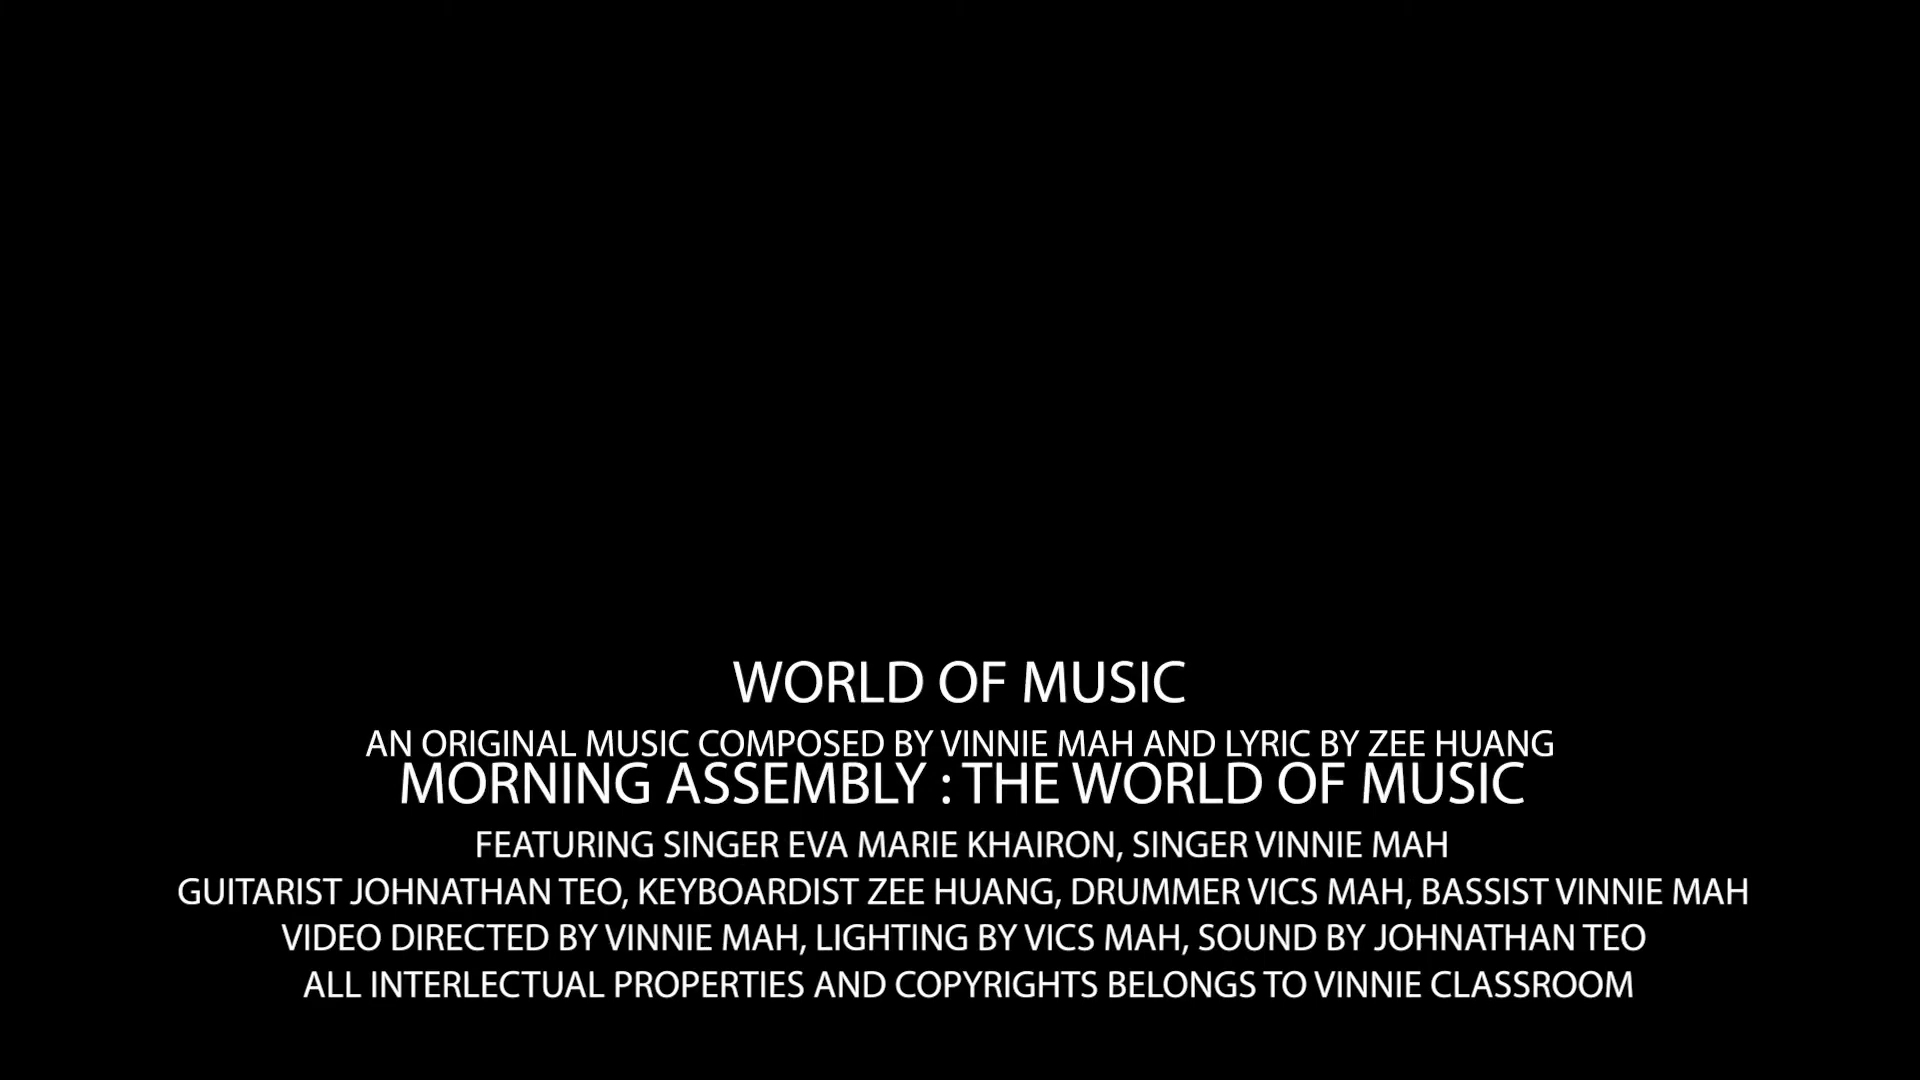 WORLD OF MUSIC
AN ORIGINAL MUSIC COMPOSED BY VINNIE MAH AND LYRIC BY ZEE HUANG
MORNING ASSEMBLY : THE WORLD OF MUSIC
FEATURING SINGER EVA MARIE KHAIRON, SINGER VINNIE MAH
GUITARIST JOHNATHAN TEO, KEYBOARDIST ZEE HUANG, DRUMMER VICS MAH, BASSIST VINNIE MAH
VIDEO DIRECTED BY VINNIE MAH, LIGHTING BY VICS MAH, SOUND BY JOHNATHAN TEO
ALL INTERLECTUAL PROPERTIES AND COPYRIGHTS BELONGS TO VINNIE CLASSROOM